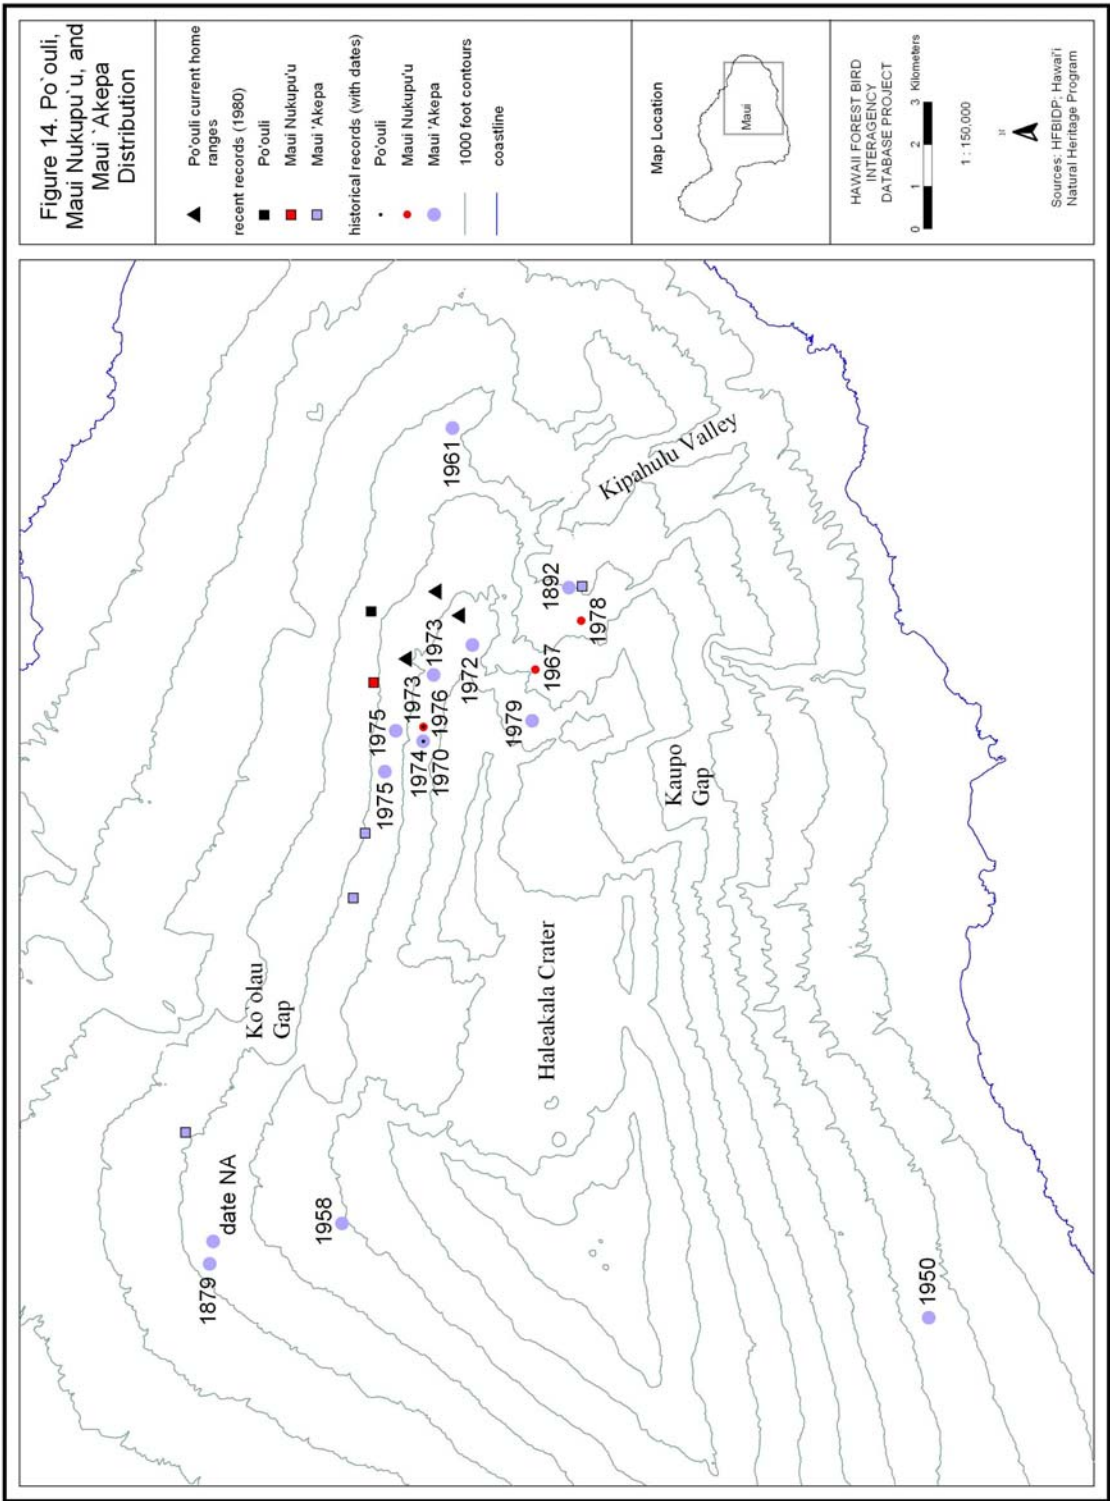 Figure 14. Po`ouli,
Maui Nukupu`u, and
Maui `Akepa
Distribution
Po'ouli current home
ranges
recent records (1980)
Po'ouli
Maui Nukupu'u
Maui 'Akepa
historical records (with dates)
Po'ouli
Maui Nukupu'u
Maui 'Akepa
1000 foot contours
coastline
Map Location
Maui
HAWAII FOREST BIRD
INTERAGENCY
DATABASE PROJECT
0 1 2 3 Kilometers
1 : 150,000
N
Sources: HFBIDP; Hawai'i
Natural Heritage Program
1879
date NA
1958
Ko`olau
Gap
1975
1975
1973
1973
1974
1976
1970
1972
1961
1979
1967
1892
1978
Kipahulu Valley
Haleakala Crater
Kaupo
Gap
1950